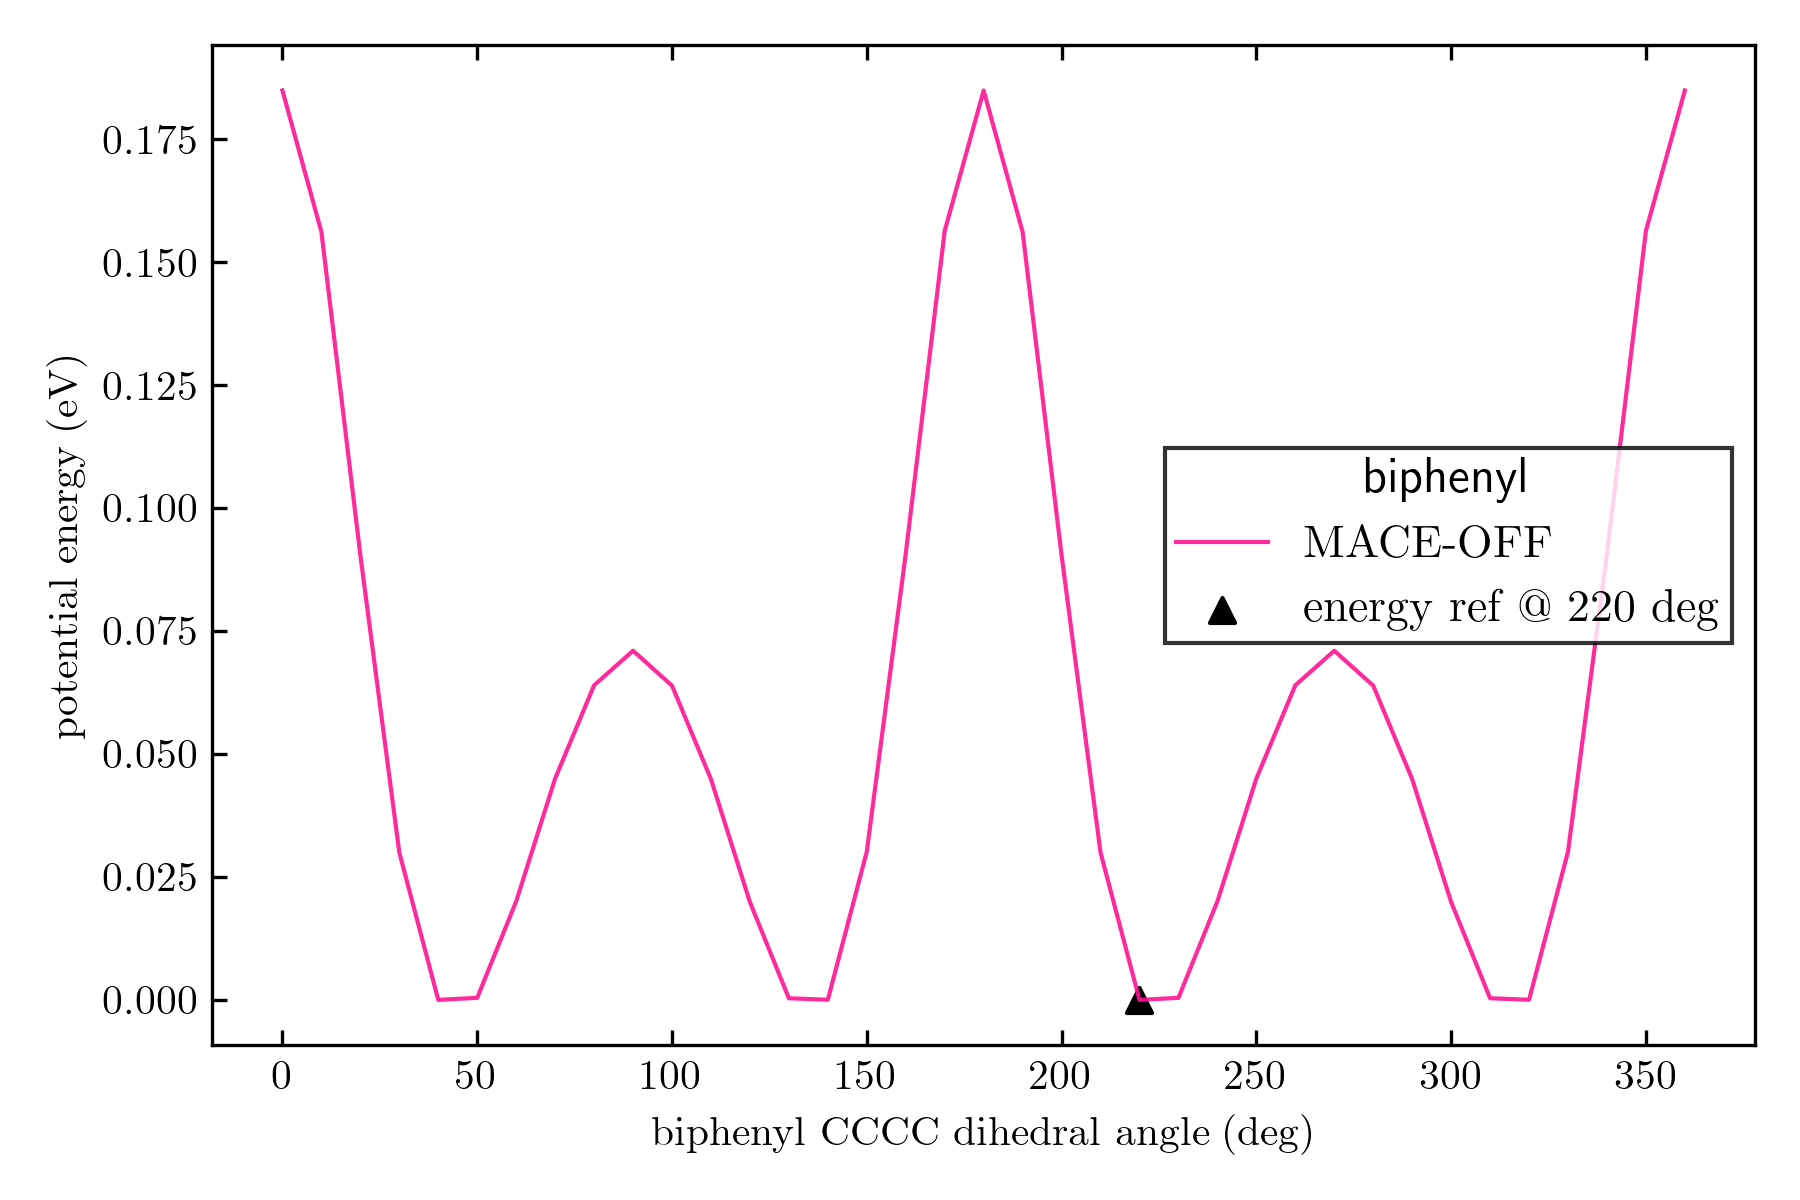 0.175
0.150
0.125
0.100
0.075
0.050
0.025
0.000
potential energy (eV)
biphenyl
MACE-OFF
energy ref @ 220 deg
0 50 100 150 200 250 300 350
biphenyl CCCC dihedral angle (deg)